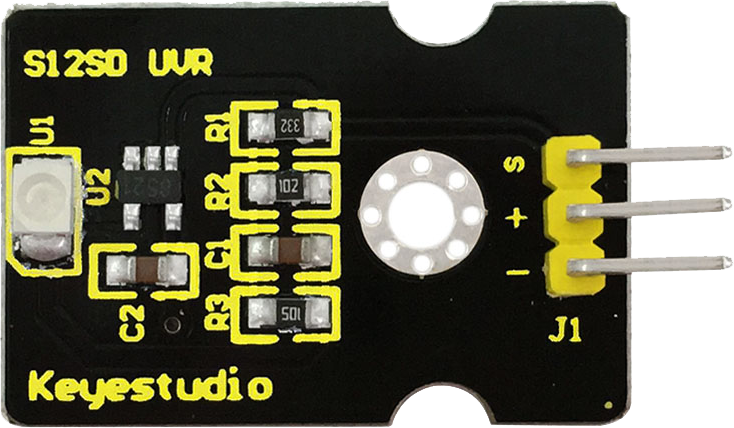 S12SD UVR
U1
U2
R1
332
R2
102
C1
C2
R3
105
S
+
-
J1
Keyestudio